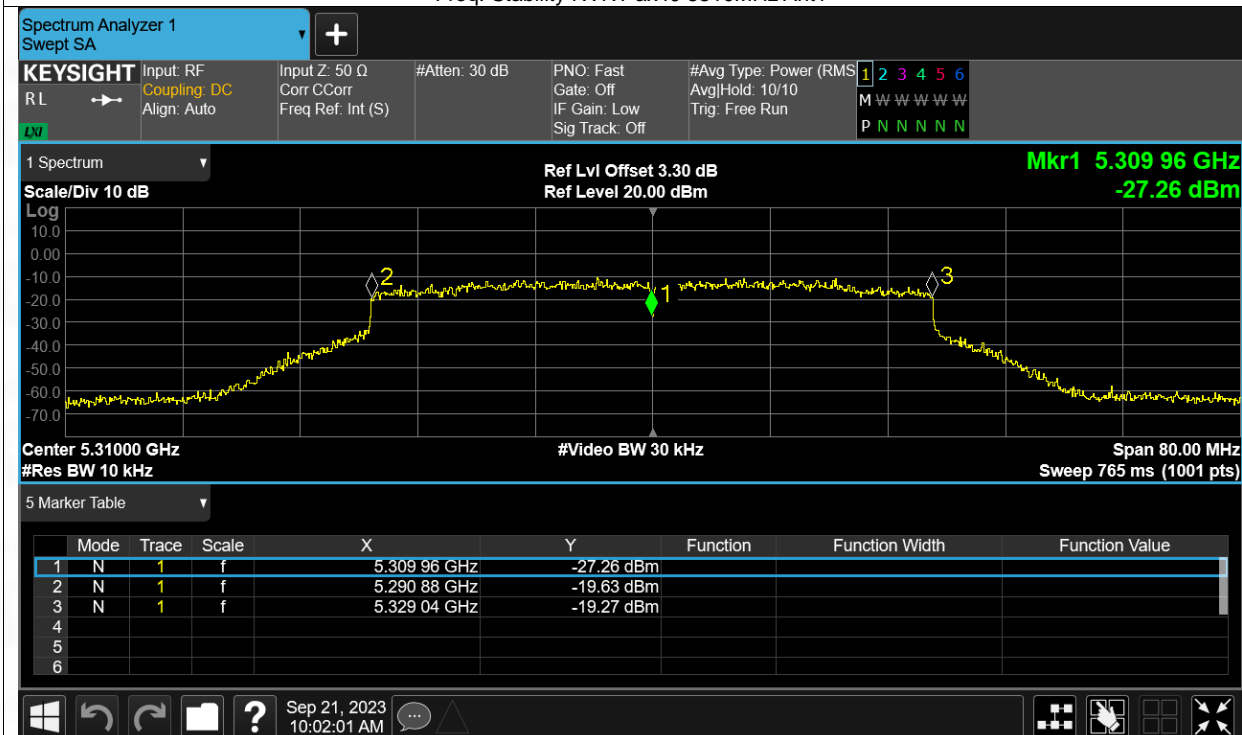 Spectrum Analyzer 1
Swept SA
KEYSIGHT
RL
LXI
Input: RF
Coupling: DC
Align: Auto
Input Z: 50 Ω
Corr CCorr
Freq Ref: Int (S)
#Atten: 30 dB
PNO: Fast
Gate: Off
IF Gain: Low
Sig Track: Off
#Avg Type: Power (RMS
Avg|Hold: 10/10
Trig: Free Run
1 2 3 4 5 6
M W W W W W
P N N N N N
1 Spectrum
Scale/Div 10 dB
Ref Lvl Offset 3.30 dB
Ref Level 20.00 dBm
Mkr1 5.309 96 GHz
-27.26 dBm
Log
10.0
0.00
-10.0
-20.0
-30.0
-40.0
-50.0
-60.0
-70.0
2
1
3
Center 5.31000 GHz
#Res BW 10 kHz
#Video BW 30 kHz
Span 80.00 MHz
Sweep 765 ms (1001 pts)
5 Marker Table
Mode Trace Scale X Y Function Function Width Function Value
1 N 1 f 5.309 96 GHz -27.26 dBm
2 N 1 f 5.290 88 GHz -19.63 dBm
3 N 1 f 5.329 04 GHz -19.27 dBm
4
5
6
?
Sep 21, 2023
10:02:01 AM